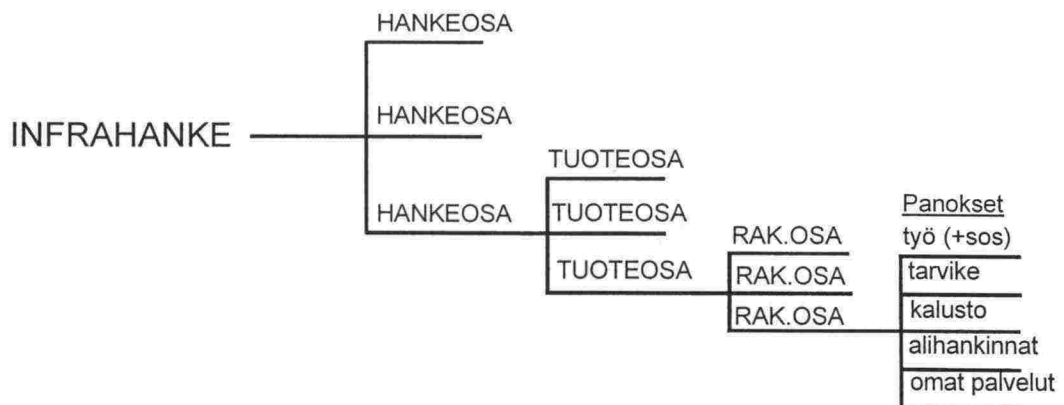 HANKEOSA
INFRAHANKE
HANKEOSA
HANKEOSA
TUOTEOSA
TUOTEOSA
TUOTEOSA
RAK.OSA
RAK.OSA
RAK.OSA
Panokset
työ (+sos)
tarvike
kalusto
alihankinnat
omat palvelut